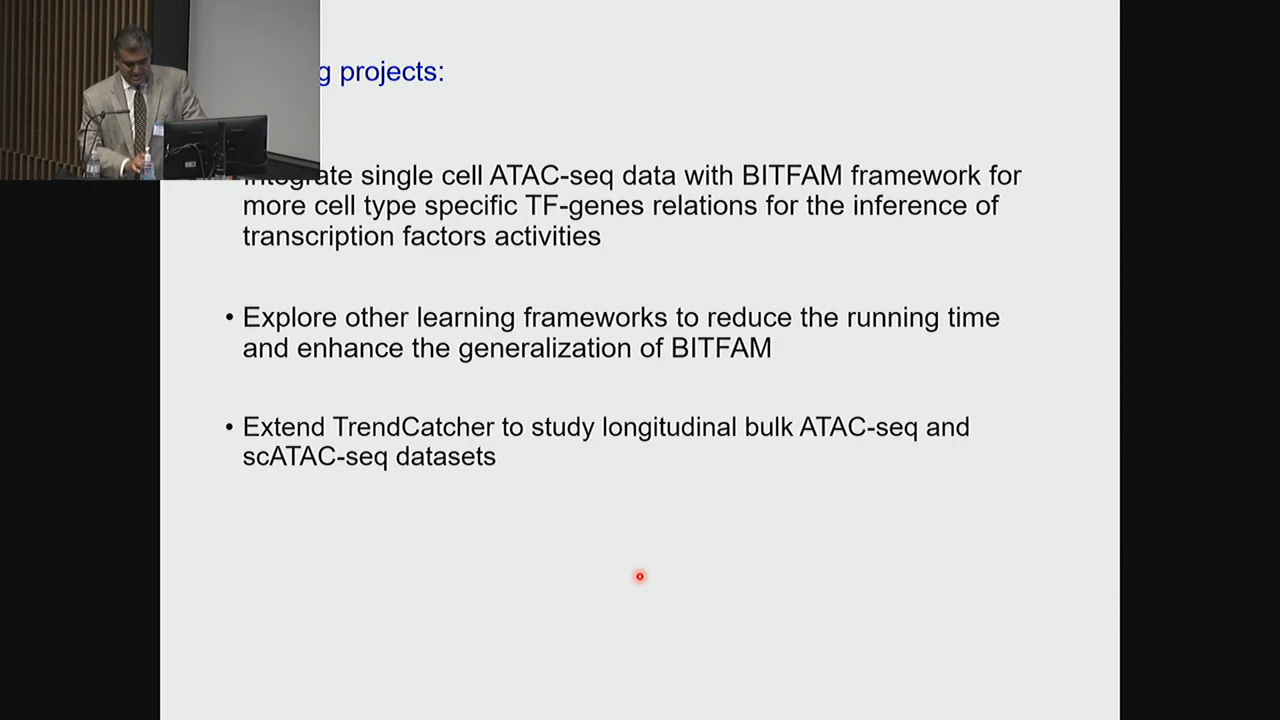 g projects:
Integrate single cell ATAC-seq data with BITFAM framework for
more cell type specific TF-genes relations for the inference of
transcription factors activities
• Explore other learning frameworks to reduce the running time
and enhance the generalization of BITFAM
• Extend TrendCatcher to study longitudinal bulk ATAC-seq and
scATAC-seq datasets